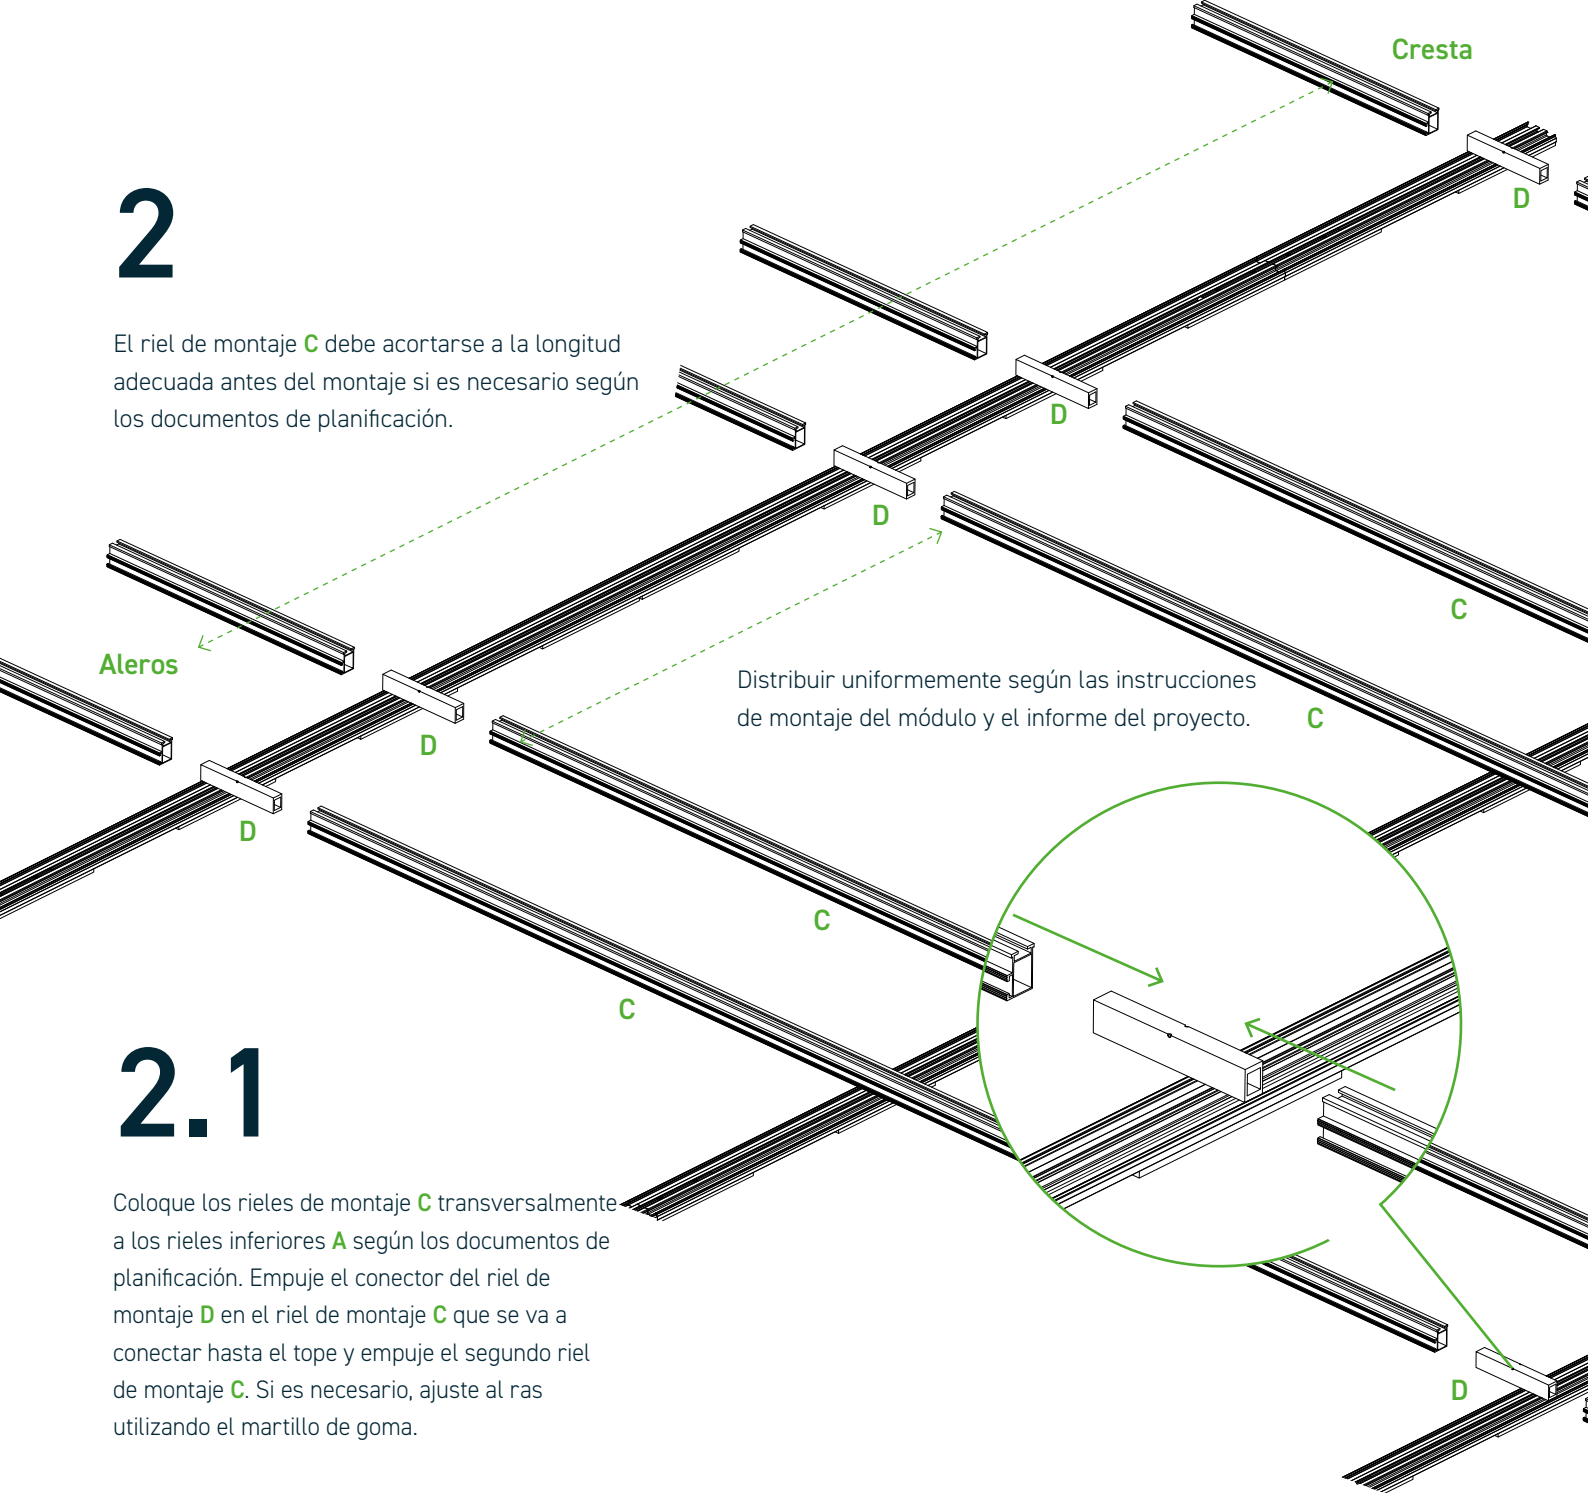 Cresta
D
2
El riel de montaje C debe acortarse a la longitud
adecuada antes del montaje si es necesario según
los documentos de planificación.
D
D
C
Aleros
Distribuir uniformemente según las instrucciones
de montaje del módulo y el informe del proyecto.
C
D
D
C
C
2.1
Coloque los rieles de montaje C transversalmente
a los rieles inferiores A según los documentos de
planificación. Empuje el conector del riel de
montaje D en el riel de montaje C que se va a
conectar hasta el tope y empuje el segundo riel
de montaje C. Si es necesario, ajuste al ras
utilizando el martillo de goma.
D